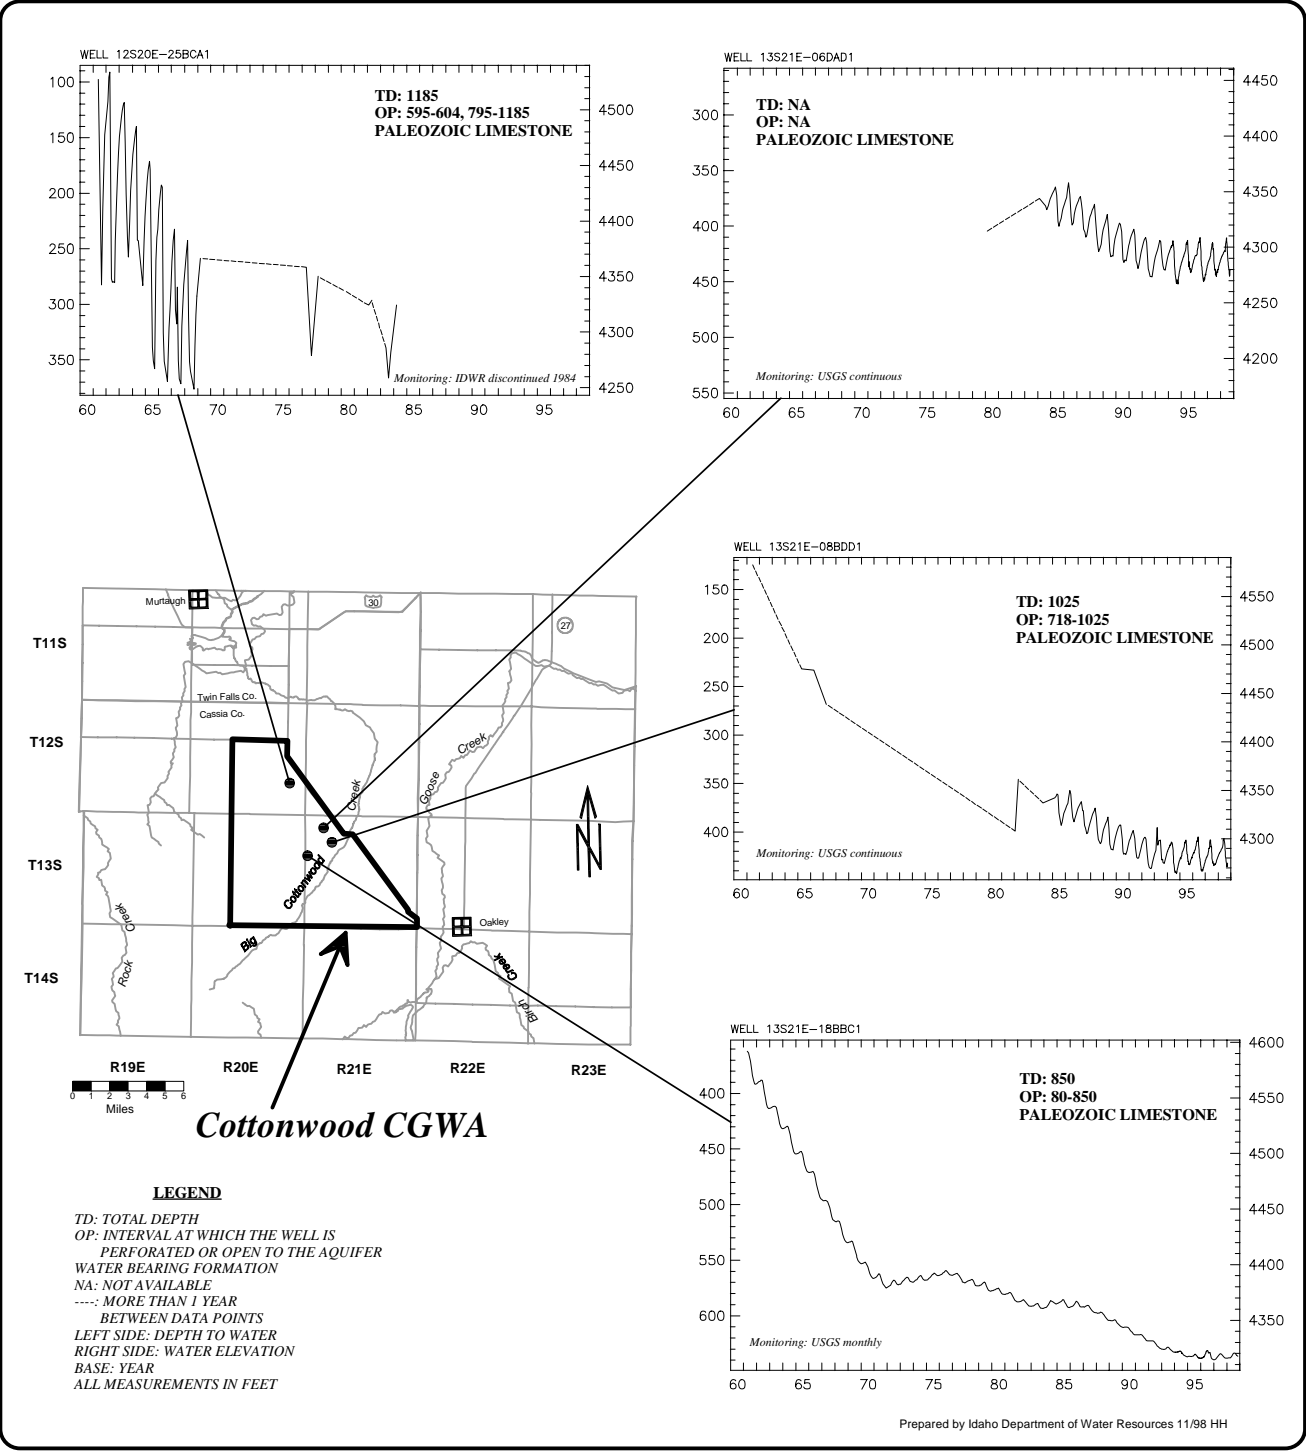 WELL 12S20E-25BCA1
TD: 1185
OP: 595-604, 795-1185
PALEOZOIC LIMESTONE
100
150
200
250
300
350
4500
4450
4400
4350
4300
4250
Monitoring: IDWR discontinued 1984
60 65 75 80 85 90 95
WELL 13S21E-06DAD1
TD: NA
OP: NA
PALEOZOIC LIMESTONE
300
350
400
450
500
550
4450
4400
4350
4300
4250
4200
Monitoring: USGS continuous
60 65 70 75 80 85 90 95
WELL 13S21E-08BDD1
TD: 1025
OP: 718-1025
PALEOZOIC LIMESTONE
150
200
250
300
350
400
4550
4500
4450
4400
4350
4300
Monitoring: USGS continuous
60 65 70 75 80 85 90 95
Murtaugh
30
27
T11S
Twin Falls Co.
Cassia Co.
T12S
Creek
Goose
Creek
T13S
Cottonwood
Big
Creek
Rock
Oakley
Creek
Birch
T14S
N
R19E R20E R21E R22E R23E
0 1 2 3 4 5 6
Miles
Cottonwood CGWA
WELL 13S21E-18BBC1
TD: 850
OP: 80-850
PALEOZOIC LIMESTONE
400
450
500
550
600
4600
4550
4500
4450
4400
4350
Monitoring: USGS monthly
60 65 70 75 80 85 90 95
LEGEND
TD: TOTAL DEPTH
OP: INTERVAL AT WHICH THE WELL IS
PERFORATED OR OPEN TO THE AQUIFER
WATER BEARING FORMATION
NA: NOT AVAILABLE
----: MORE THAN 1 YEAR
BETWEEN DATA POINTS
LEFT SIDE: DEPTH TO WATER
RIGHT SIDE: WATER ELEVATION
BASE: YEAR
ALL MEASUREMENTS IN FEET
Prepared by Idaho Department of Water Resources 11/98 HH